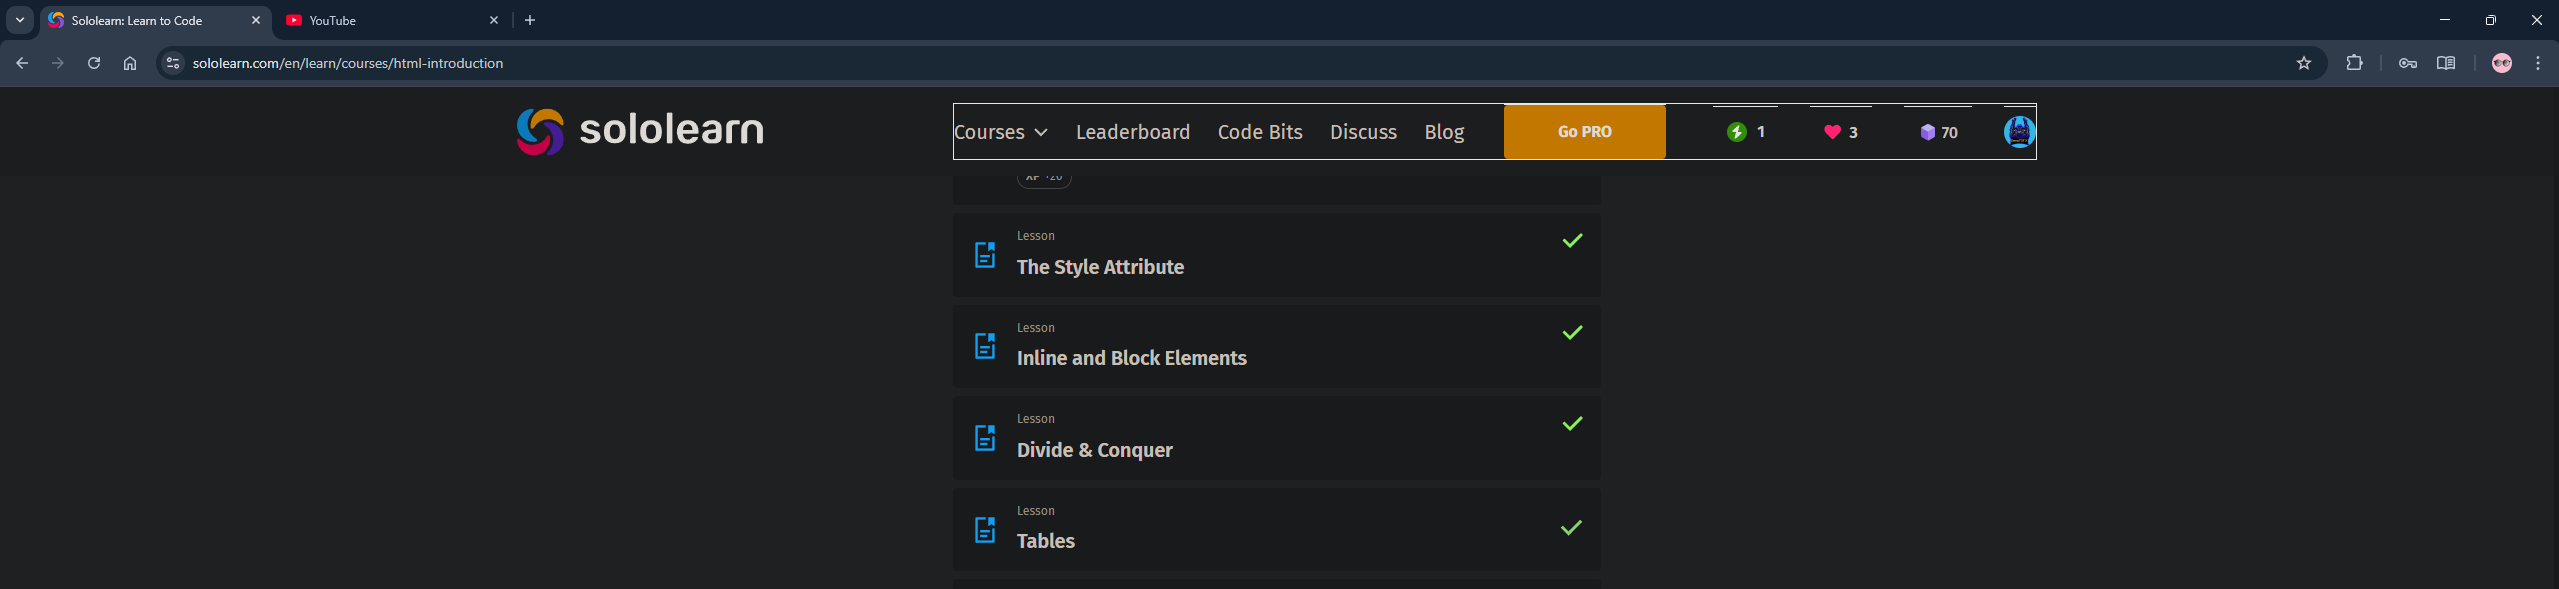 Sololearn: Learn to Code
YouTube
sololearn.com/en/learn/courses/html-introduction
sololearn
Courses Leaderboard Code Bits Discuss Blog Go PRO 1 3 70
XP +20
Lesson
The Style Attribute
Lesson
Inline and Block Elements
Lesson
Divide & Conquer
Lesson
Tables